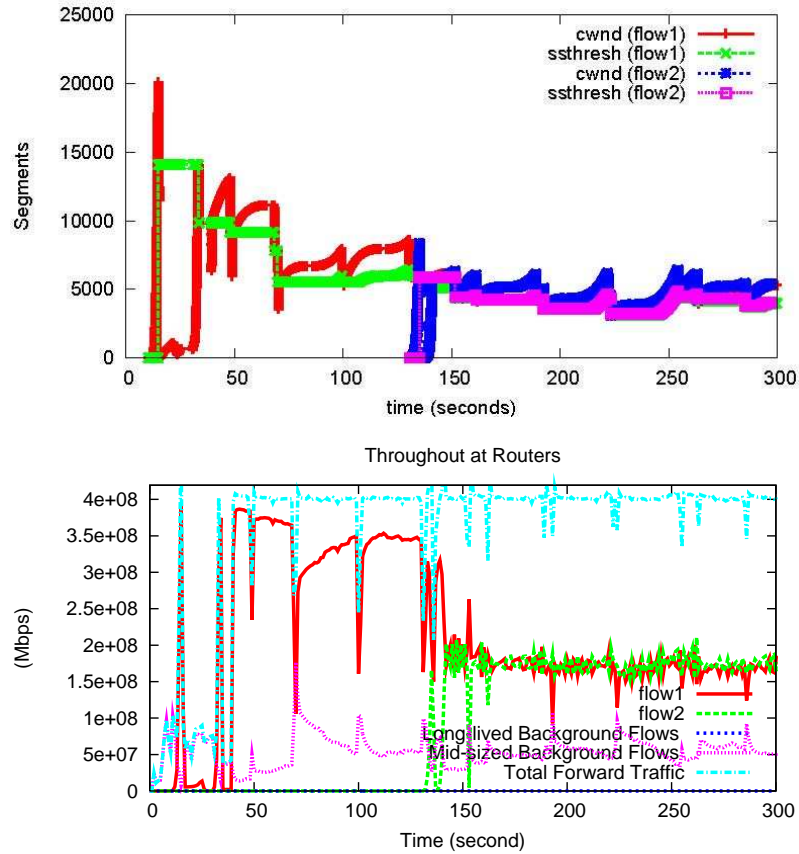 25000
20000
15000
10000
5000
0
Segments
cwnd (flow1)
ssthresh (flow1)
cwnd (flow2)
ssthresh (flow2)
0 50 100 150 200 250 300
time (seconds)
Throughout at Routers
4e+08
3.5e+08
3e+08
2.5e+08
2e+08
1.5e+08
1e+08
5e+07
0
(Mbps)
flow1
flow2
Long-lived Background Flows
Mid-sized Background Flows
Total Forward Traffic
0 50 100 150 200 250 300
Time (second)